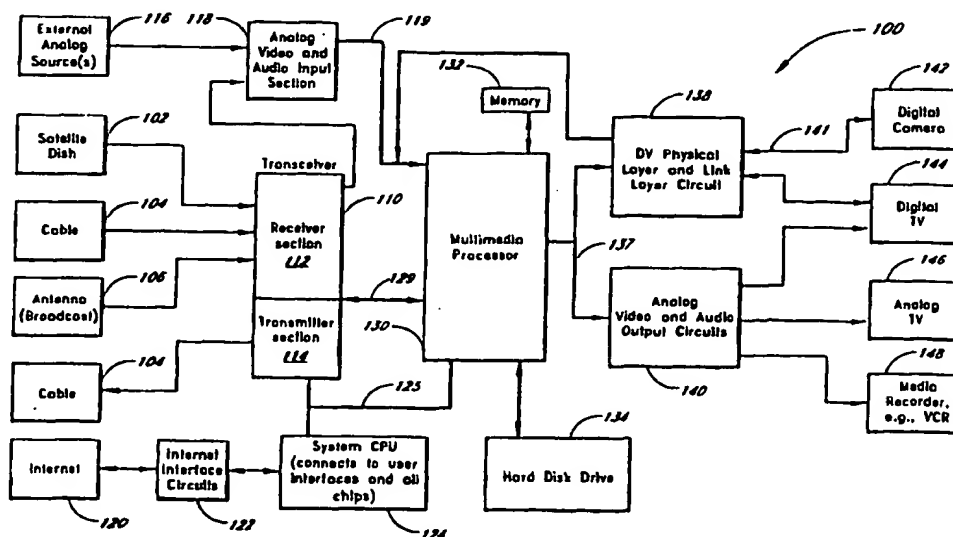 116
118
119
100
External
Analog
Source(s)
Analog
Video and
Audio Input
Section
132
Memory
138
142
Digital
Camera
102
Satellite
Dish
Transceiver
110
DV Physical
Layer and Link
Layer Circuit
141
144
Digital
TV
104
Cable
Receiver
section
112
Multimedia
Processor
137
106
Antenna
(Broadcast)
129
Analog
Video and Audio
Output Circuits
146
Analog
TV
Transmitter
section
114
130
140
104
Cable
125
148
Media
Recorder,
e.g., VCR
134
Internet
Internet
Interface
Circuits
System CPU
(connects to user
interfaces and all
chips)
Hard Disk Drive
120
122
124